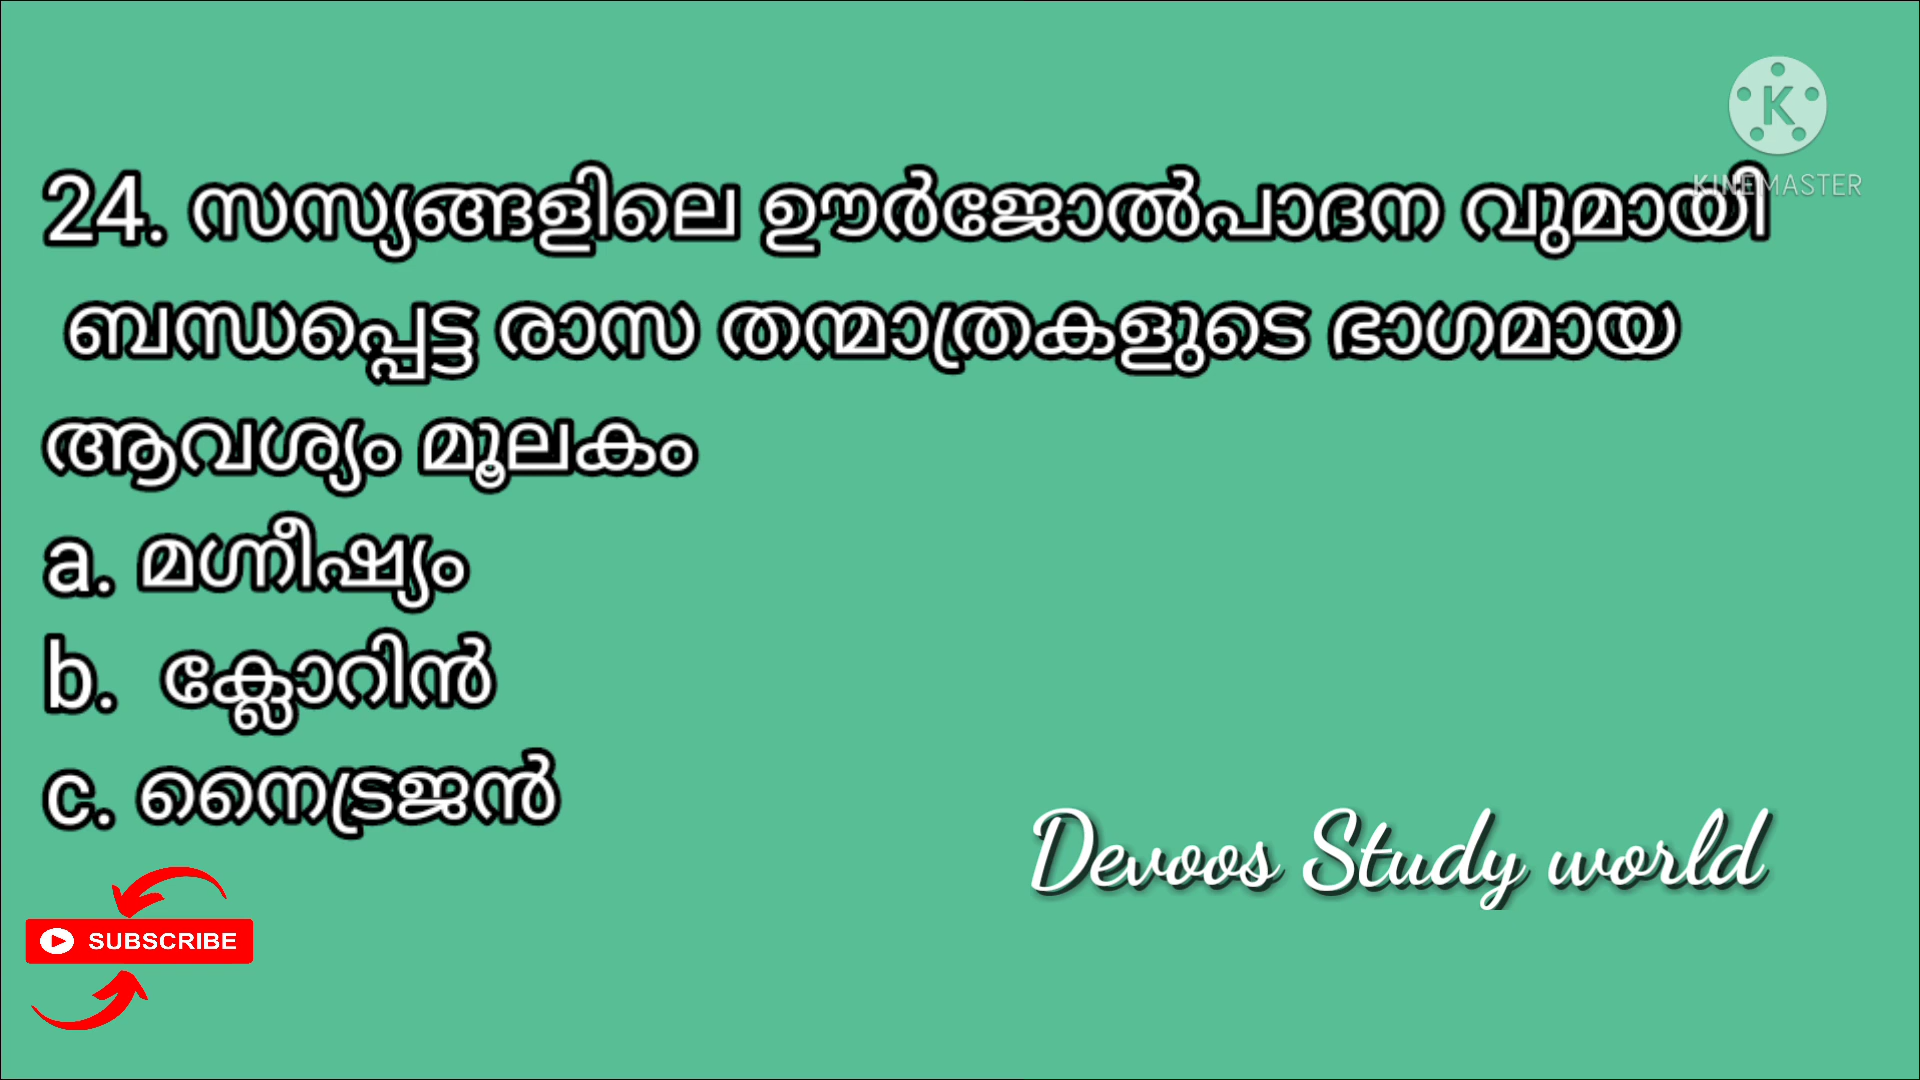 K
KINEMASTER
24. സസ്യങ്ങളിലെ ഊർജോൽപാദന വുമായി
ബന്ധപ്പെട്ട രാസ തന്മാത്രകളുടെ ഭാഗമായ
ആവശ്യം മൂലകം
a. മഗ്നീഷ്യം
b. ക്ലോറിൻ
c. നൈട്രജൻ
Devoos Study world
SUBSCRIBE